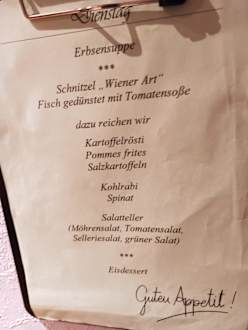 Dienstag
Erbsensuppe
***
Schnitzel „Wiener Art"
Fisch gedünstet mit Tomatensoße
dazu reichen wir
Kartoffelrösti
Pommes frites
Salzkartoffeln
Kohlrabi
Spinat
Salatteller
(Möhrensalat, Tomatensalat,
Selleriesalat, grüner Salat)
***
Eisdessert
Guten Appetit!